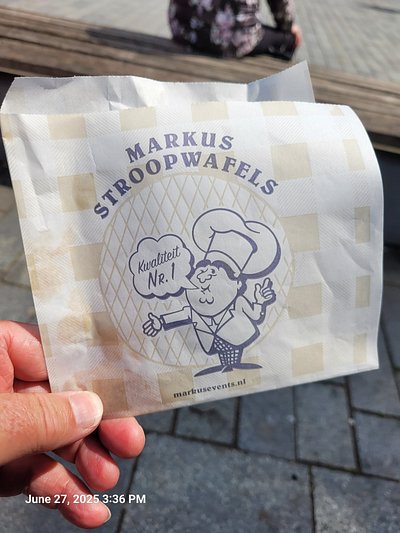 MARKUS
STROOPWAFELS
Kwaliteit
NR.1
markusevents.nl
June 27, 2025 3:36 PM